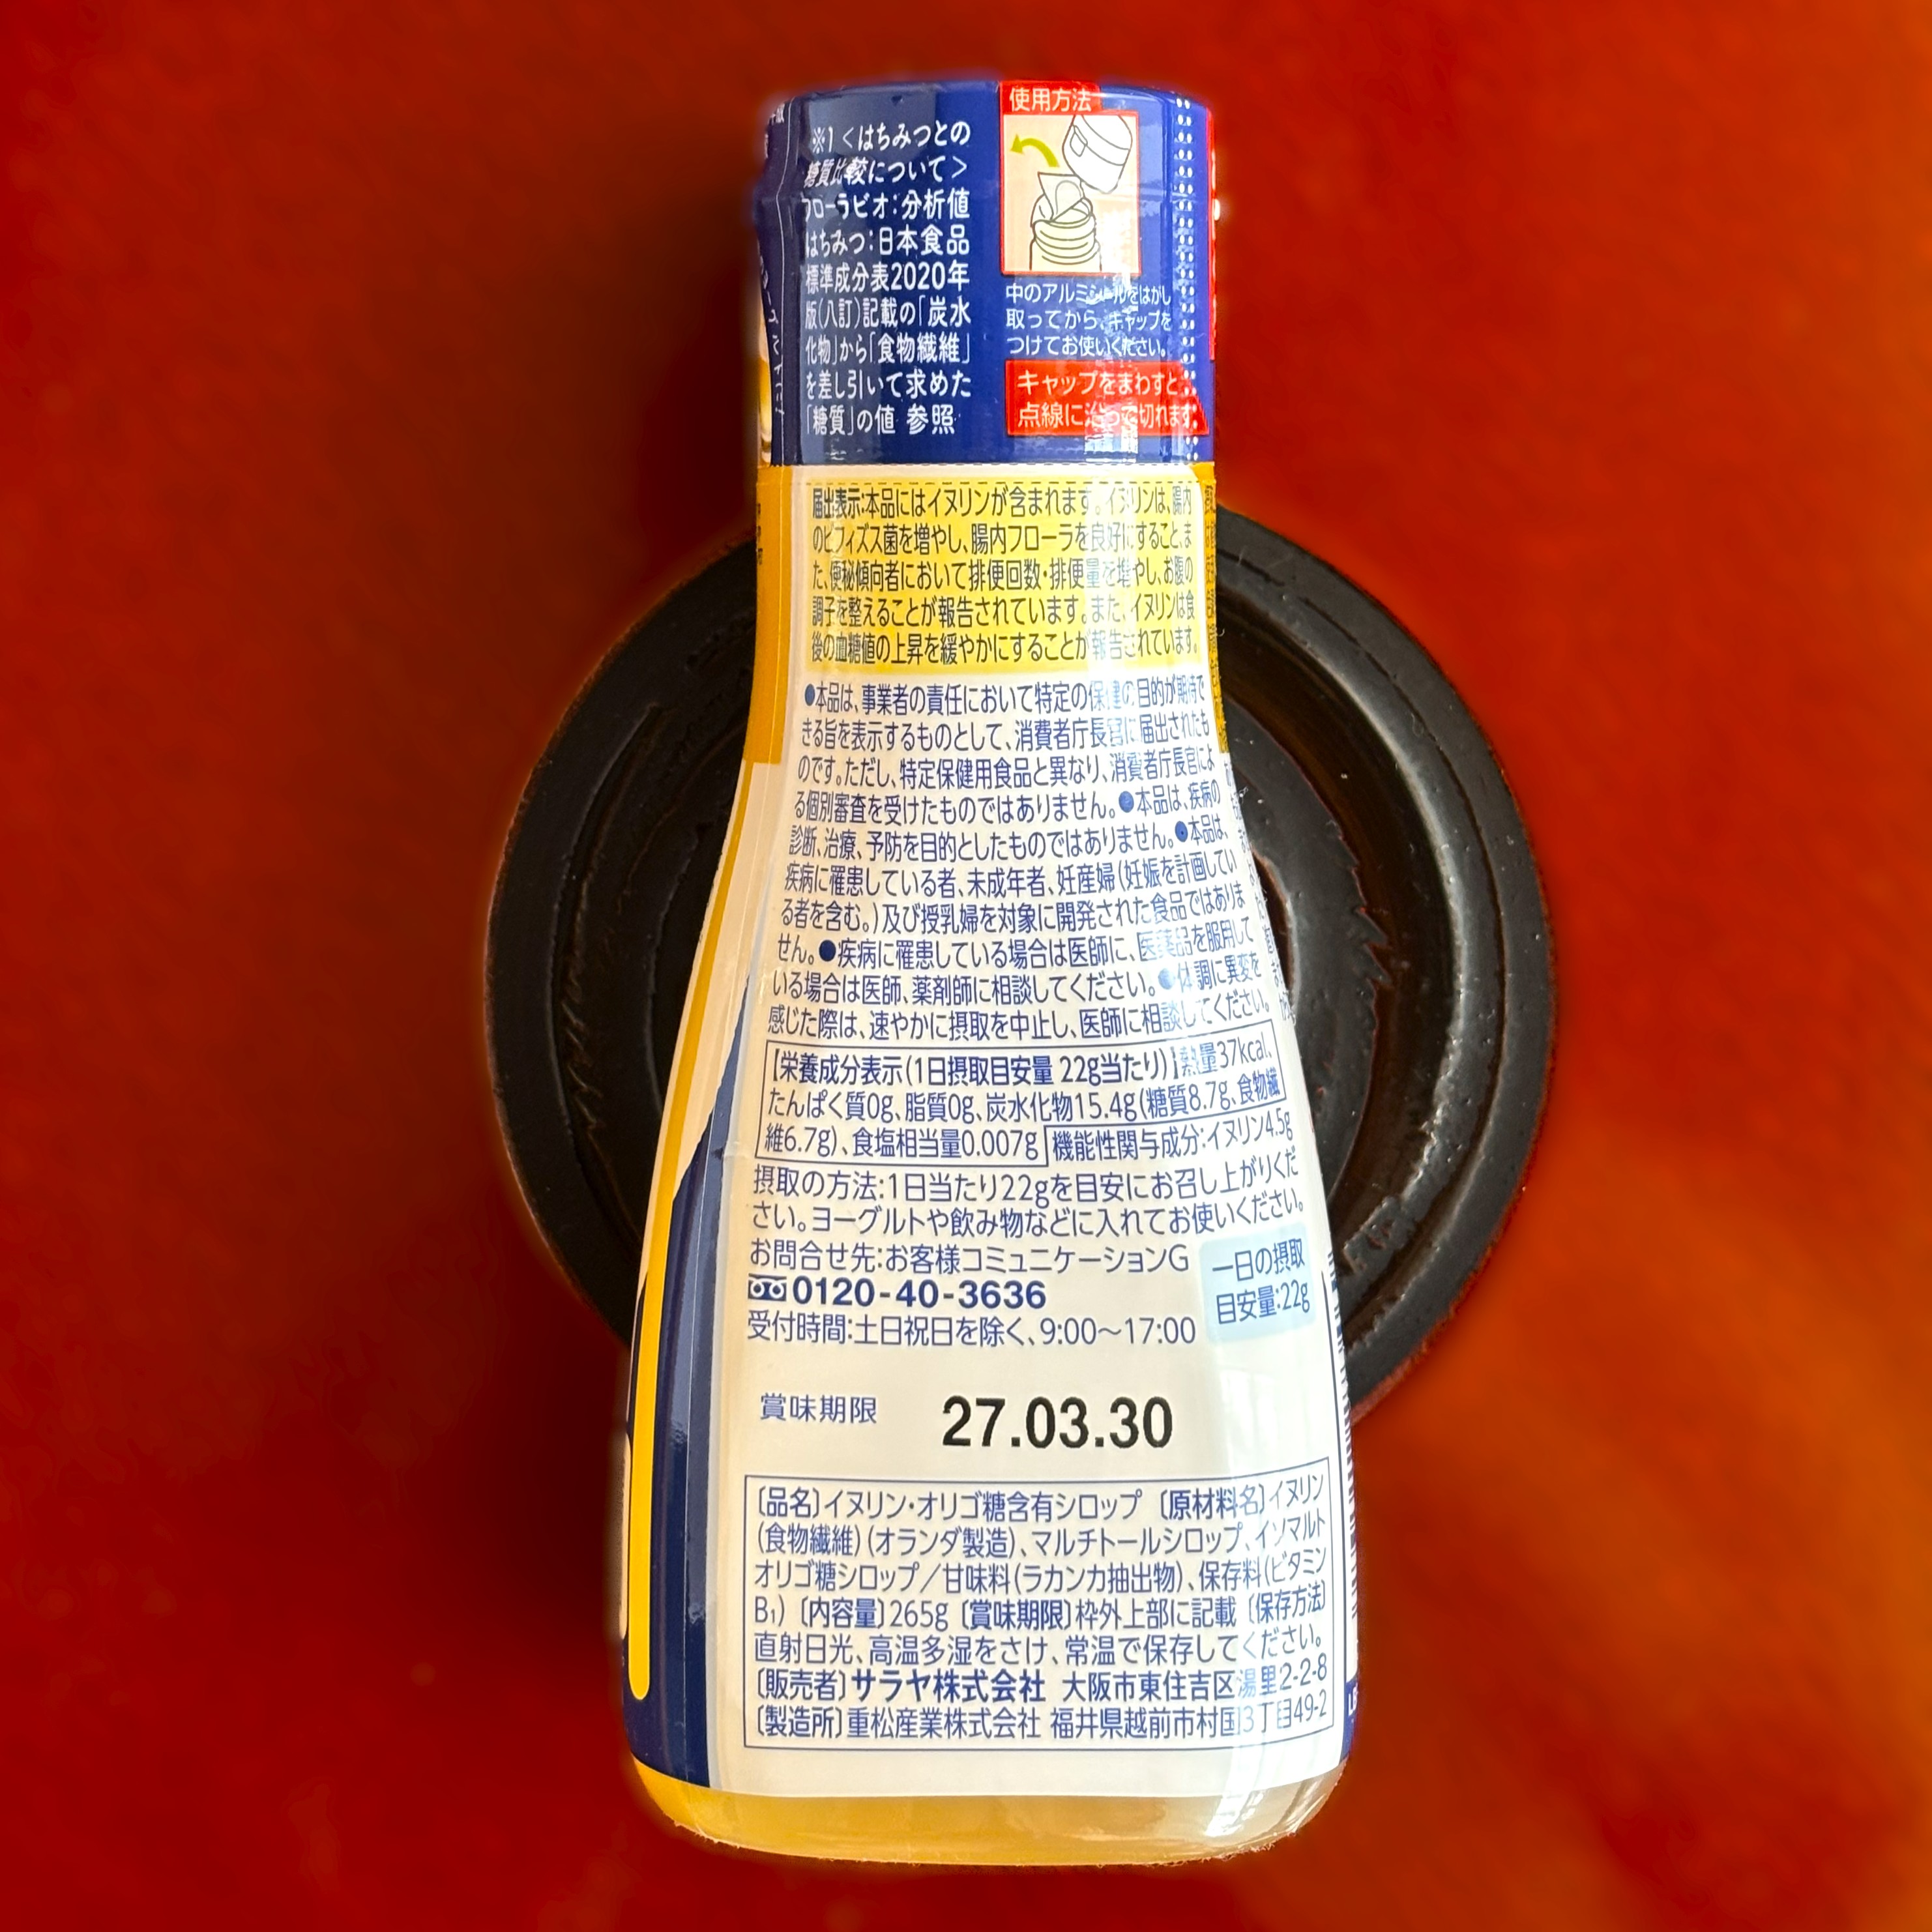 ※1<はちみつとの
糖質比較について>
フローラビオ:分析値
はちみつ:日本食品
標準成分表2020年
版(八訂)記載の「炭水
化物」から「食物繊維」
を差し引いて求めた
「糖質」の値 参照
使用方法
中のアルミシールをはがし
取ってから、キャップを
つけてお使いください。
キャップをまわすと
点線に沿って切れます
届出表示:本品にはイヌリンが含まれます。イヌリンは、腸内
のビフィズス菌を増やし、腸内フローラを良好にすること、ま
た、便秘傾向者において排便回数・排便量を増やし、お腹の
調子を整えることが報告されています。また、イヌリンは食
後の血糖値の上昇を緩やかにすることが報告されています。
●本品は、事業者の責任において特定の保健の目的が期待で
きる旨を表示するものとして、消費者庁長官に届出されたも
のです。ただし、特定保健用食品と異なり、消費者庁長官によ
る個別審査を受けたものではありません。●本品は、疾病の
診断、治療、予防を目的としたものではありません。●本品は、
疾病に罹患している者、未成年者、妊産婦(妊娠を計画してい
る者を含む。)及び授乳婦を対象に開発された食品ではありま
せん。●疾病に罹患している場合は医師に、医薬品を服用して
いる場合は医師、薬剤師に相談してください。●体調に異変を
感じた際は、速やかに摂取を中止し、医師に相談してください。
【栄養成分表示(1日摂取目安量 22g当たり)】熱量37kcal、
たんぱく質0g、脂質0g、炭水化物15.4g(糖質8.7g、食物繊
維6.7g)、食塩相当量0.007g 機能性関与成分:イヌリン4.5g
摂取の方法:1日当たり22gを目安にお召し上がりくだ
さい。ヨーグルトや飲み物などに入れてお使いください。
お問合せ先:お客様コミュニケーションG
0120-40-3636
受付時間:土日祝日を除く、9:00〜17:00
一日の摂取
目安量:22g
賞味期限 27.03.30
〔品名〕イヌリン・オリゴ糖含有シロップ 〔原材料名〕イヌリン
(食物繊維)(オランダ製造)、マルチトールシロップ、イソマルト
オリゴ糖シロップ/甘味料(ラカンカ抽出物)、保存料(ビタミン
B₁)〔内容量〕265g〔賞味期限〕枠外上部に記載〔保存方法〕
直射日光、高温多湿をさけ、常温で保存してください。
〔販売者〕サラヤ株式会社 大阪市東住吉区湯里2-2-8
〔製造所〕重松産業株式会社 福井県越前市村国3丁目49-2